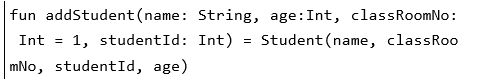 fun addStudent(name: String, age:Int, classRoomNo:
Int = 1, studentId: Int) = Student(name, classRoo
mNo, studentId, age)